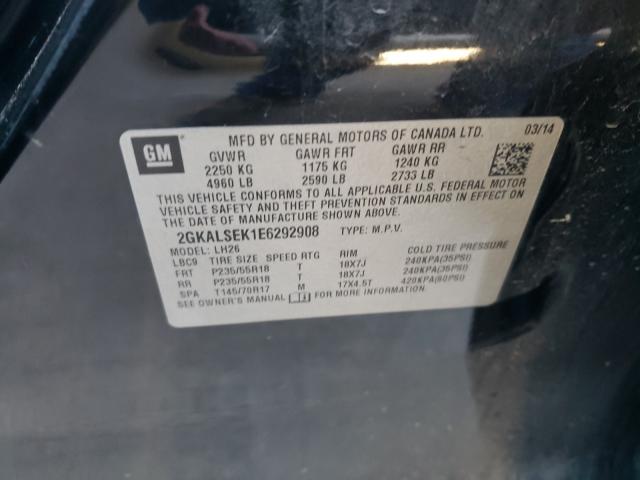 GM MFD BY GENERAL MOTORS OF CANADA LTD. 03/14
GVWR GAWR FRT GAWR RR
2250 KG 1175 KG 1240 KG
4960 LB 2590 LB 2733 LB
THIS VEHICLE CONFORMS TO ALL APPLICABLE U.S. FEDERAL MOTOR
VEHICLE SAFETY AND THEFT PREVENTION STANDARDS IN EFFECT ON
THE DATE OF MANUFACTURE SHOWN ABOVE.
2GKALSEK1E6292908 TYPE: M.P.V.
MODEL: LH26
LBC9 TIRE SIZE SPEED RTG RIM COLD TIRE PRESSURE
FRT P235/55R18 T 18X7J 240KPA(35PSI)
RR P235/55R18 T 18X7J 240KPA(35PSI)
SPA T145/70R17 M 17X4.5T 420KPA(60PSI)
SEE OWNER'S MANUAL FOR MORE INFORMATION.